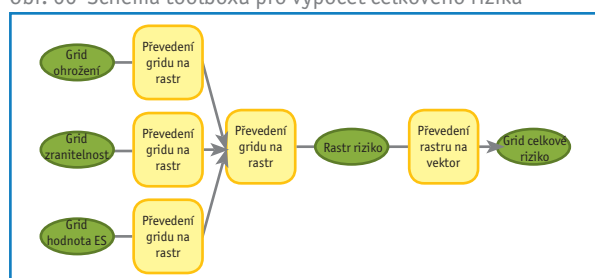 Obr. 66 Schéma toolboxu pro výpočet celkového rizika
Grid
ohrožení
Převedení
gridu na
rastr
Grid
zranitelnost
Převedení
gridu na
rastr
Grid
hodnota ES
Převedení
gridu na
rastr
Převedení
gridu na
rastr
Rastr riziko
Převedení
rastru na
vektor
Grid celkové
riziko